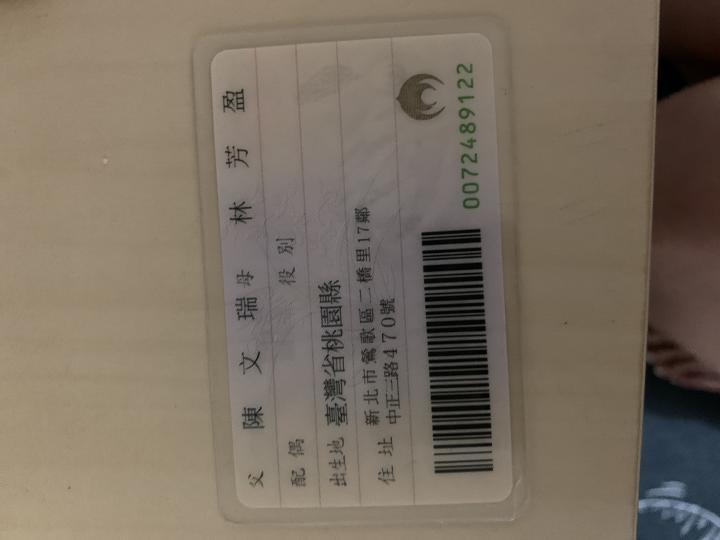 父 陳文瑞 母 林芳盈
配偶 役別
出生地 臺灣省桃園縣
住址 新北市鶯歌區二橋里17鄰
中正三路470號
0072489122